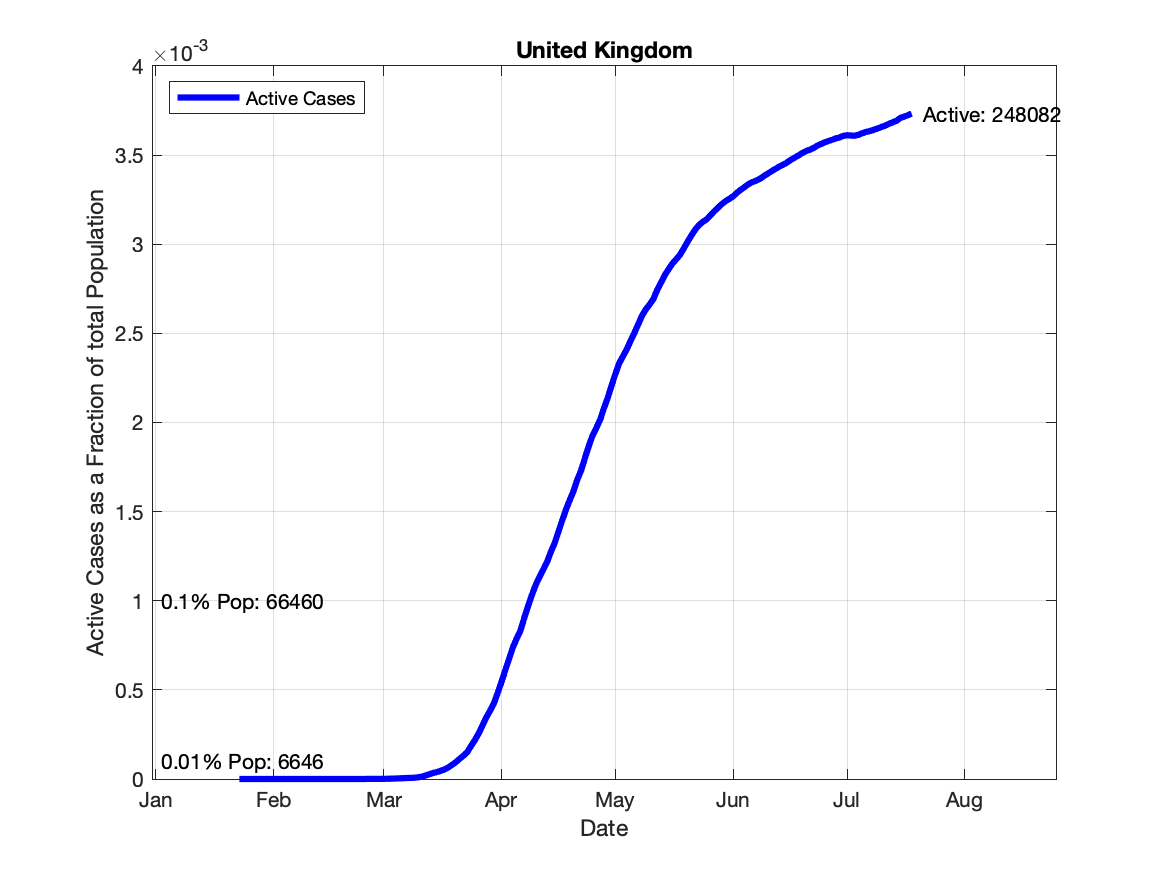 United Kingdom
×10-3
4
Active Cases
Active: 248082
3.5
3
2.5
2
1.5
1
0.1% Pop: 66460
0.5
0.01% Pop: 6646
0
Active Cases as a Fraction of total Population
Jan Feb Mar Apr May Jun Jul Aug
Date